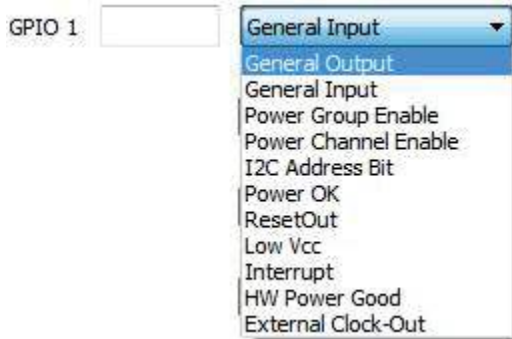 GPIO 1 General Input
General Output
General Input
Power Group Enable
Power Channel Enable
I2C Address Bit
Power OK
ResetOut
Low Vcc
Interrupt
HW Power Good
External Clock-Out